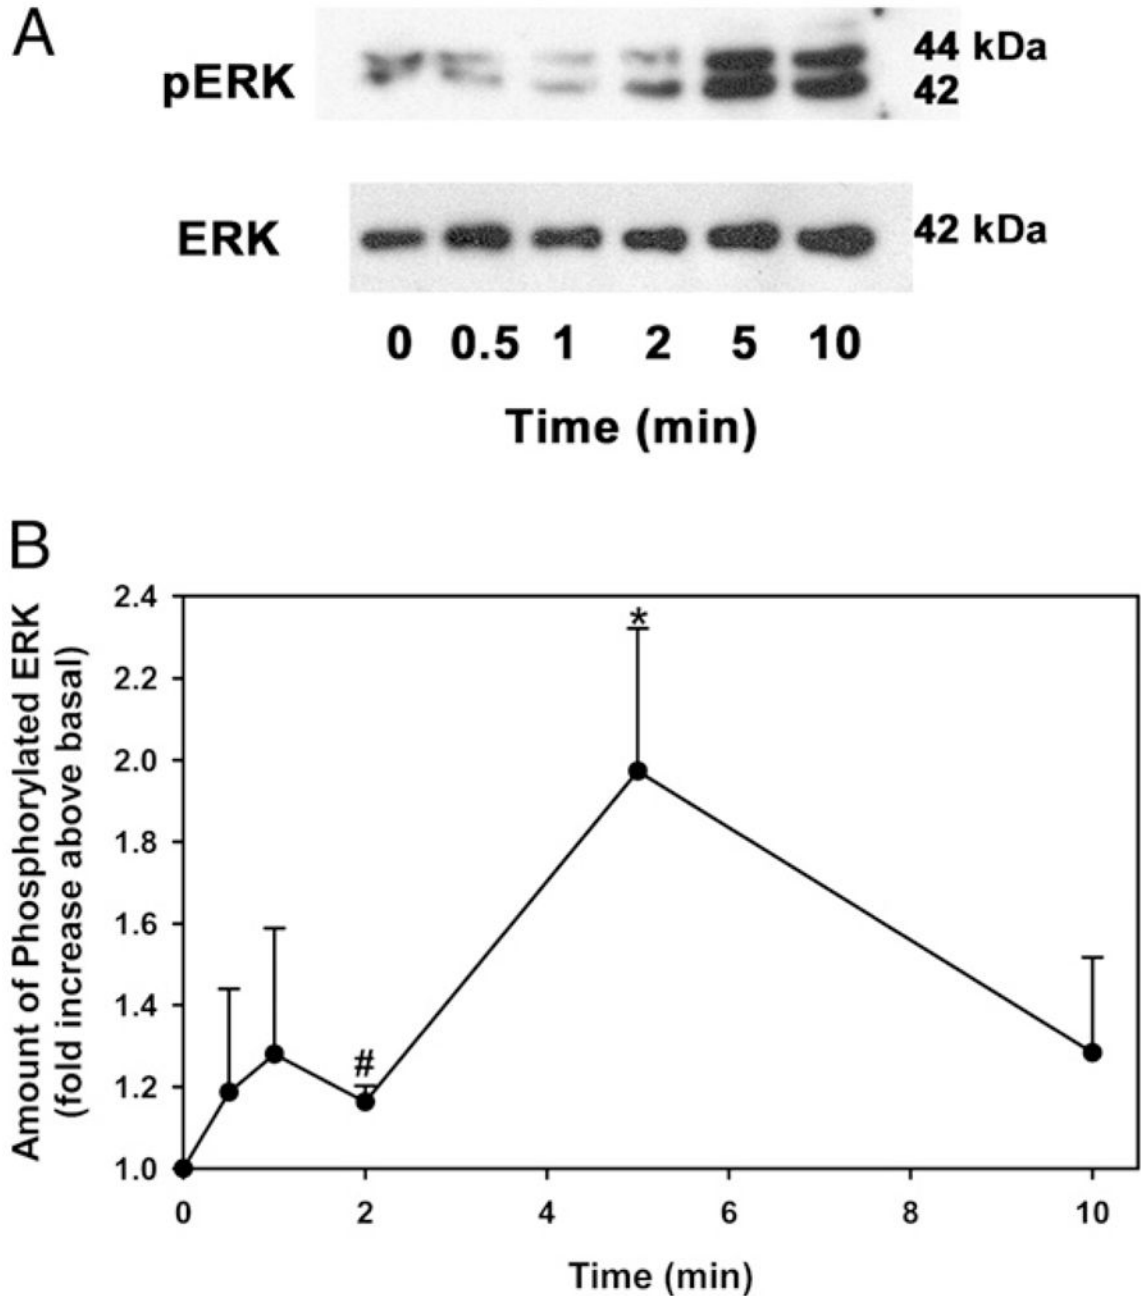 A
pERK
44 kDa
42
ERK
42 kDa
0 0.5 1 2 5 10
Time (min)
B
Amount of Phosphorylated ERK
(fold increase above basal)
2.4
2.2
2.0
1.8
1.6
1.4
1.2
1.0
*
#
0 2 4 6 8 10
Time (min)